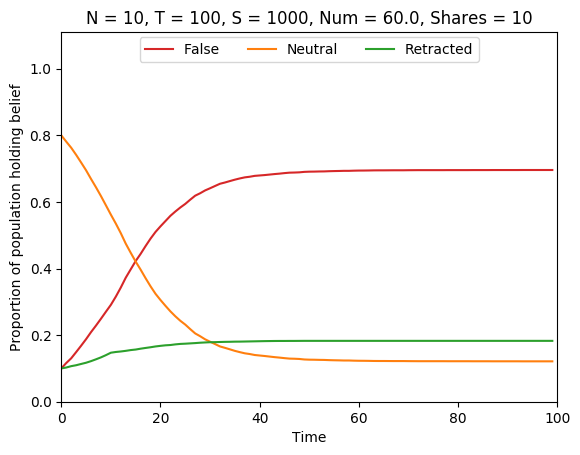 N = 10, T = 100, S = 1000, Num = 60.0, Shares = 10
False Neutral Retracted
1.0
0.8
0.6
0.4
0.2
0.0
Proportion of population holding belief
0 20 40 60 80 100
Time